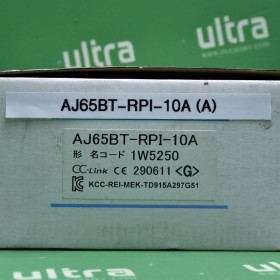 ultra
ultra
AJ65BT-RPI-10A (A)
AJ65BT-RPI-10A
形 名コード 1W5250
CC-Link CE 290611 <G>
KCC-REI-MEK-TD915A297G51
ultra